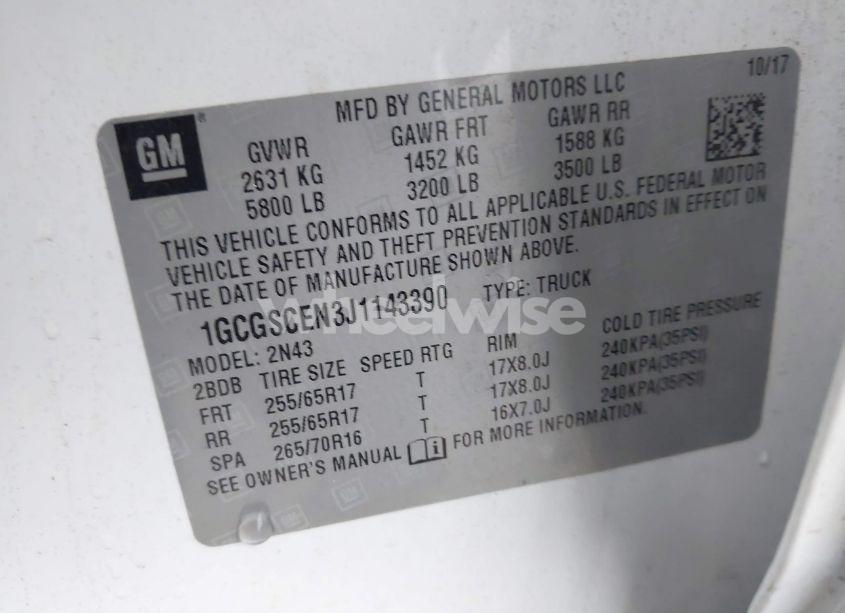 10/17
MFD BY GENERAL MOTORS LLC
GM
GVWR GAWR FRT GAWR RR
2631 KG 1452 KG 1588 KG
5800 LB 3200 LB 3500 LB
THIS VEHICLE CONFORMS TO ALL APPLICABLE U.S. FEDERAL MOTOR
VEHICLE SAFETY AND THEFT PREVENTION STANDARDS IN EFFECT ON
THE DATE OF MANUFACTURE SHOWN ABOVE.
1GCGSCEN3J1143390 TYPE: TRUCK
Wheelwise
MODEL: 2N43
2BDB TIRE SIZE SPEED RTG RIM COLD TIRE PRESSURE
FRT 255/65R17 T 17X8.0J 240KPA(35PSI)
RR 255/65R17 T 17X8.0J 240KPA(35PSI)
SPA 265/70R16 T 16X7.0J 240KPA(35PSI)
SEE OWNER'S MANUAL FOR MORE INFORMATION.